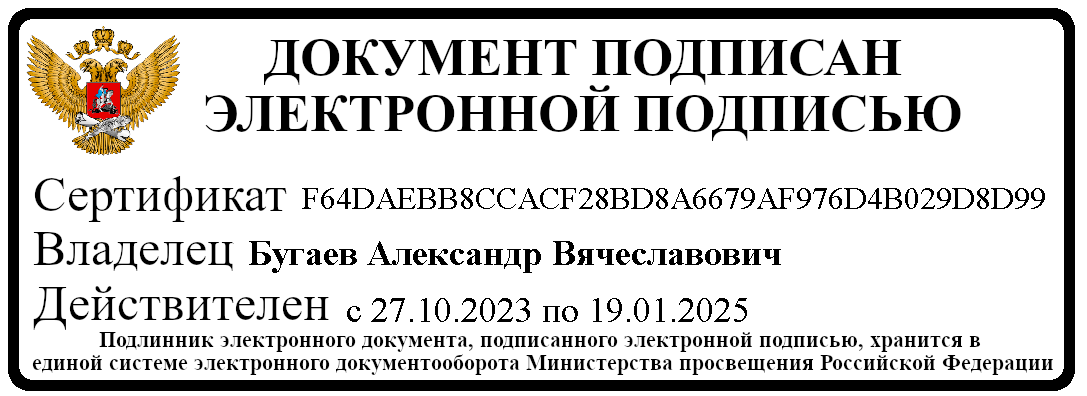 ДОКУМЕНТ ПОДПИСАН
ЭЛЕКТРОННОЙ ПОДПИСЬЮ
Сертификат F64DAEBB8CCACF28BD8A6679AF976D4B029D8D99
Владелец Бугаев Александр Вячеславович
Действителен с 27.10.2023 по 19.01.2025
Подлинник электронного документа, подписанного электронной подписью, хранится в
единой системе электронного документооборота Министерства просвещения Российской Федерации